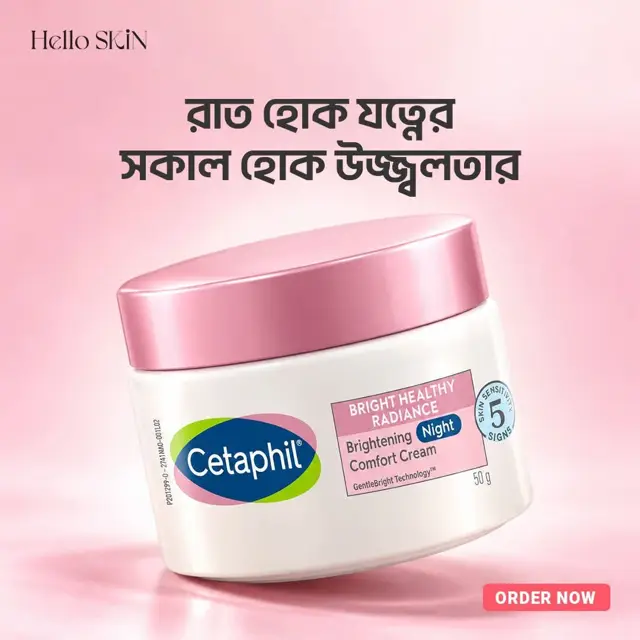 Hello SKiN
রাত হোক যত্নের
সকাল হোক উজ্জ্বলতার
BRIGHT HEALTHY
RADIANCE
Brightening Night
Comfort Cream
GentleBright Technology™
50 g
SKIN SENSITIVITY
5
SIGNS
Cetaphil®
ORDER NOW